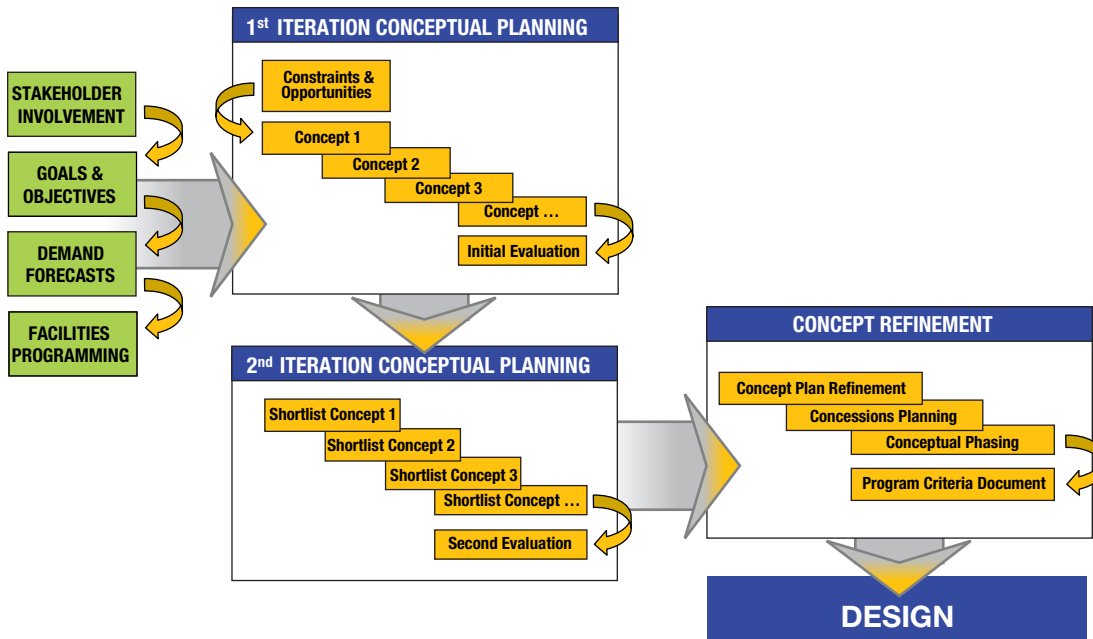 STAKEHOLDER
INVOLVEMENT
GOALS &
OBJECTIVES
DEMAND
FORECASTS
FACILITIES
PROGRAMMING
1st ITERATION CONCEPTUAL PLANNING
Constraints &
Opportunities
Concept 1
Concept 2
Concept 3
Concept …
Initial Evaluation
2nd ITERATION CONCEPTUAL PLANNING
Shortlist Concept 1
Shortlist Concept 2
Shortlist Concept 3
Shortlist Concept …
Second Evaluation
CONCEPT REFINEMENT
Concept Plan Refinement
Concessions Planning
Conceptual Phasing
Program Criteria Document
DESIGN